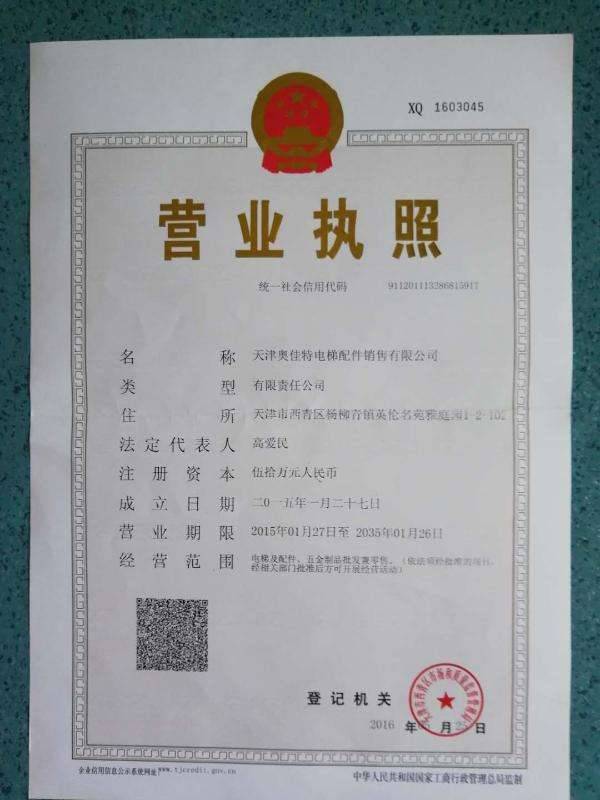 XQ 1603045
营业执照
统一社会信用代码 911201113286815917
名称 天津奥佳特电梯配件销售有限公司
类型 有限责任公司
住所 天津市西青区杨柳青镇英伦名苑雅庭园1-2-102
法定代表人 高爱民
注册资本 伍拾万元人民币
成立日期 二〇一五年一月二十七日
营业期限 2015年01月27日至 2035年01月26日
经营范围 电梯及配件、五金制品批发兼零售。(依法须经批准的项目,
经相关部门批准后方可开展经营活动)
登记机关
2016 年 月 日
企业信用信息公示系统网址:www.tjcredit.gov.cn
中华人民共和国国家工商行政管理总局监制